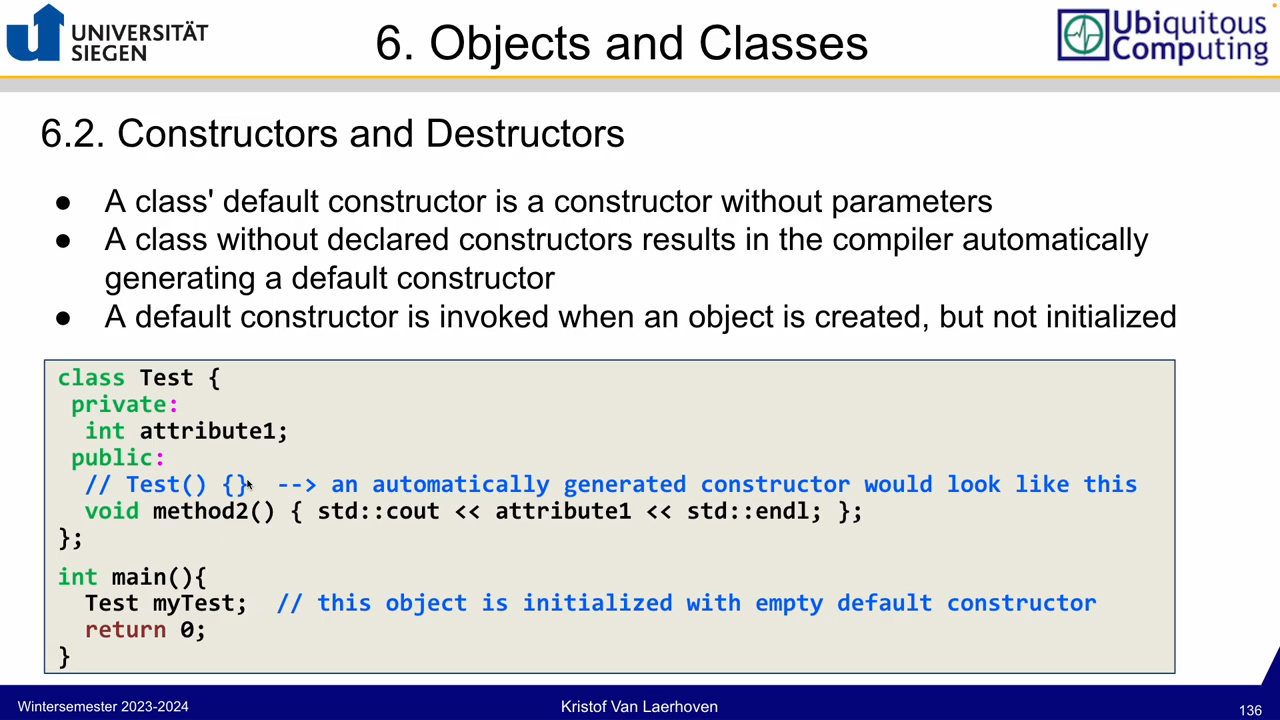 UNIVERSITÄT
SIEGEN
6. Objects and Classes
Ubiquitous
Computing
6.2. Constructors and Destructors
● A class' default constructor is a constructor without parameters
● A class without declared constructors results in the compiler automatically
generating a default constructor
● A default constructor is invoked when an object is created, but not initialized
class Test {
private:
int attribute1;
public:
// Test() {} --> an automatically generated constructor would look like this
void method2() { std::cout << attribute1 << std::endl; };
};
int main(){
Test myTest; // this object is initialized with empty default constructor
return 0;
}
Wintersemester 2023-2024
Kristof Van Laerhoven
136